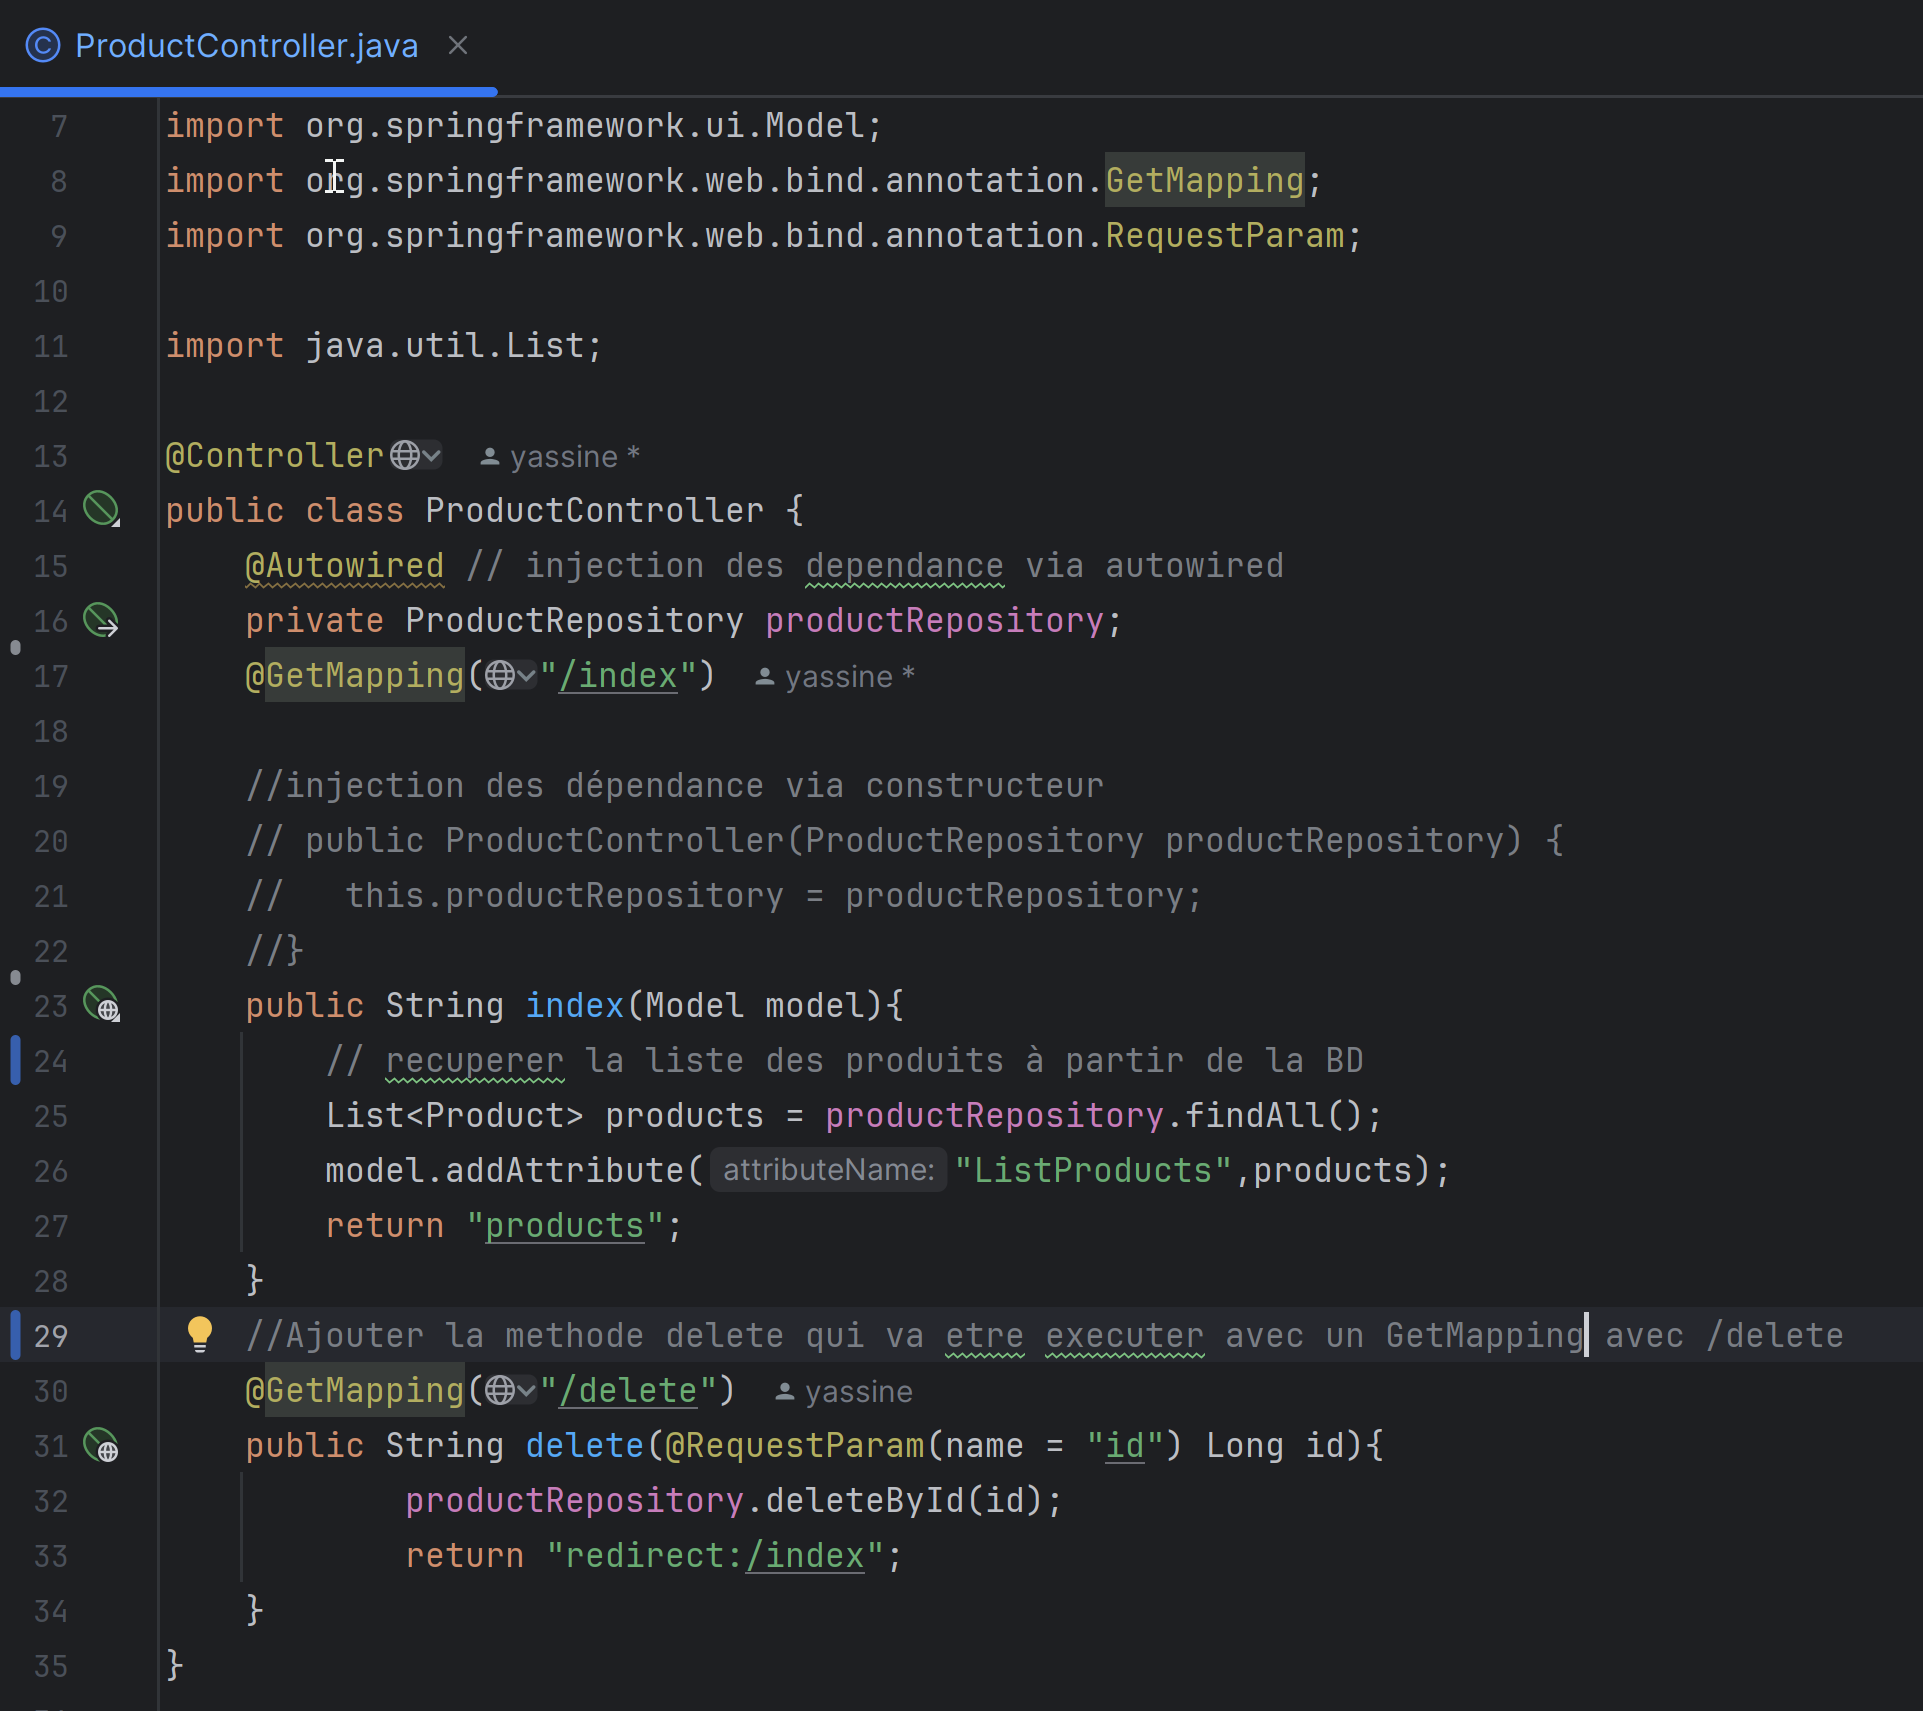 ProductController.java
7 import org.springframework.ui.Model;
8 import org.springframework.web.bind.annotation.GetMapping;
9 import org.springframework.web.bind.annotation.RequestParam;
10
11 import java.util.List;
12
13 @Controller yassine *
14 public class ProductController {
15 @Autowired // injection des dependance via autowired
16 private ProductRepository productRepository;
17 @GetMapping("/index") yassine *
18
19 //injection des dépendance via constructeur
20 // public ProductController(ProductRepository productRepository) {
21 // this.productRepository = productRepository;
22 //}
23 public String index(Model model){
24 // recuperer la liste des produits à partir de la BD
25 List<Product> products = productRepository.findAll();
26 model.addAttribute( attributeName: "ListProducts",products);
27 return "products";
28 }
29 //Ajouter la methode delete qui va etre executer avec un GetMapping avec /delete
30 @GetMapping("/delete") yassine
31 public String delete(@RequestParam(name = "id") Long id){
32 productRepository.deleteById(id);
33 return "redirect:/index";
34 }
35 }